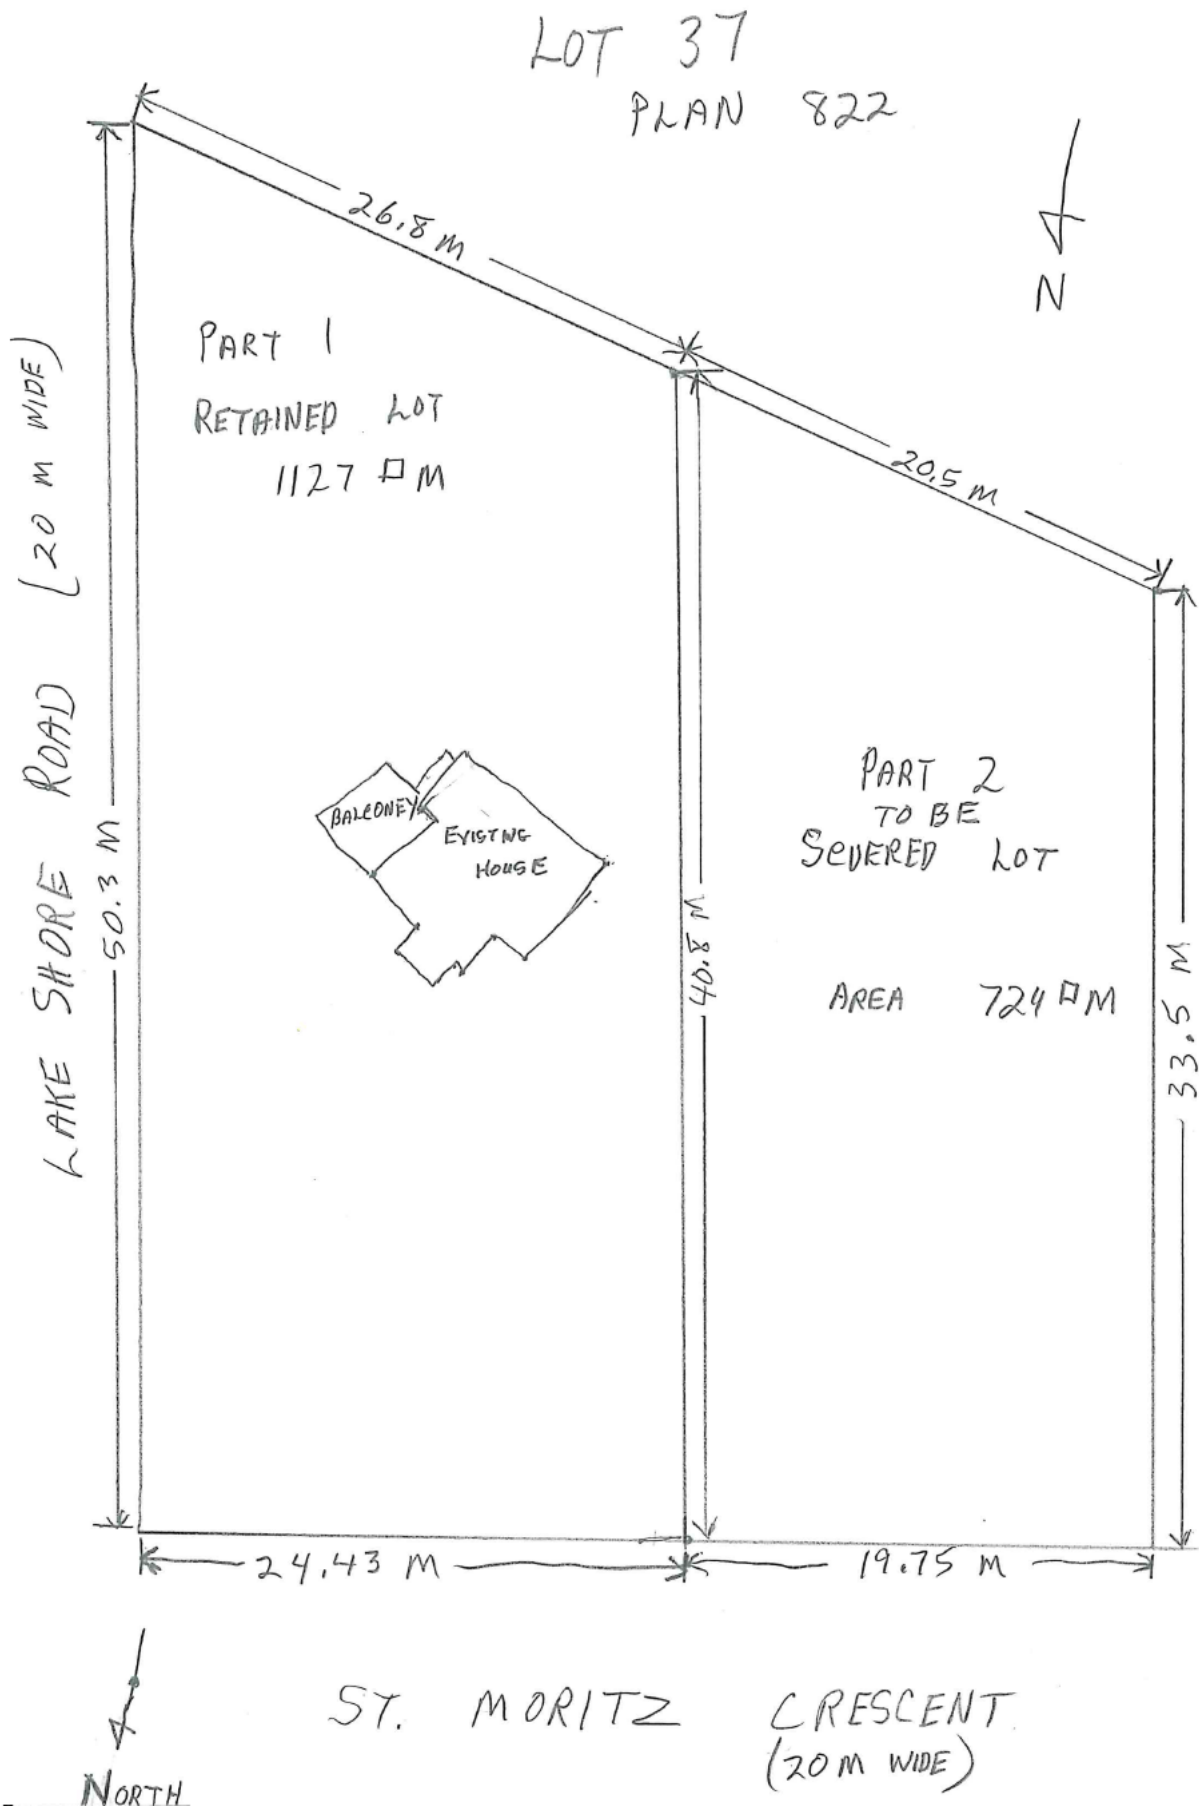 LOT 37
PLAN 822
26.8 M
N
PART 1
RETAINED LOT
1127 □ M
20.5 M
LAKE SHORE ROAD (20 M WIDE)
50.3 M
BALCONEY
EXISTNG
HOUSE
40.8 M
PART 2
TO BE
SEVERED LOT
AREA 724 □ M
33.5 M
24.43 M
19.75 M
ST. MORITZ CRESCENT
(20 M WIDE)
NORTH